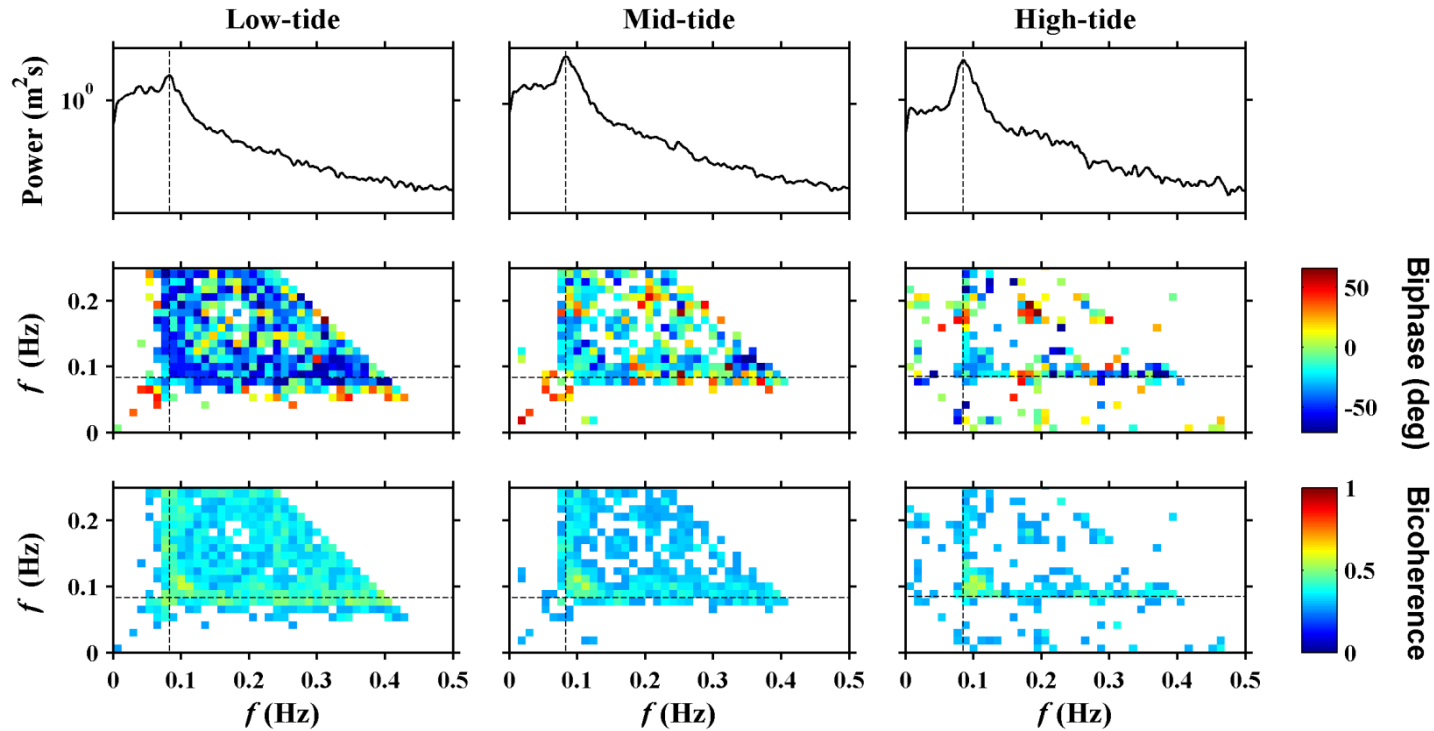 Low-tide Mid-tide High-tide
Power (m²s)
10⁰
f (Hz)
0.2
0.1
0
50
0
-50
Biphase (deg)
f (Hz)
0.2
0.1
0
1
0.5
0
Bicoherence
0 0.1 0.2 0.3 0.4 0.5 0 0.1 0.2 0.3 0.4 0.5 0 0.1 0.2 0.3 0.4 0.5
f (Hz) f (Hz) f (Hz)